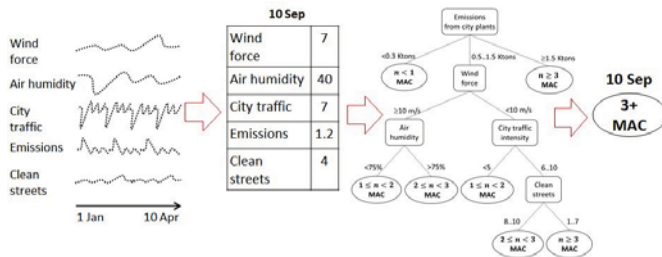 Wind
force
Air humidity
City
traffic
Emissions
Clean
streets
1 Jan
10 Apr
10 Sep
Wind
force
7
Air humidity
40
City traffic
7
Emissions
1.2
Clean
streets
4
Emissions
from city plants
<0.3 Ktons
0:5..1.5 Ktons
≥1.5 Ktons
n < 1
MAC
Wind
force
n ≥ 3
MAC
≥10 m/s
<10 m/s
Air
humidity
City traffic
intensity
<75%
>75%
<5
6..10
1 ≤ n < 2
MAC
2 ≤ n < 3
MAC
1 ≤ n < 2
MAC
Clean
streets
8..10
1..7
2 ≤ n < 3
MAC
n ≥ 3
MAC
10 Sep
3+
MAC